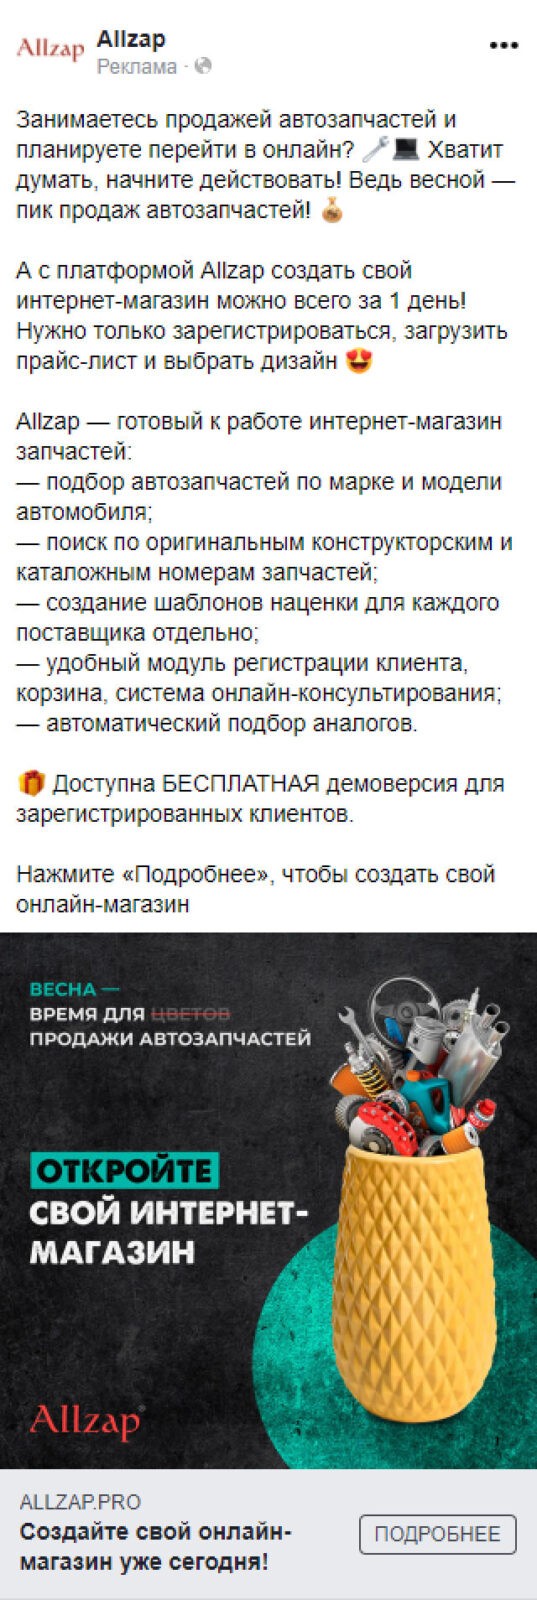 Allzap
Allzap
Реклама ·
Занимаетесь продажей автозапчастей и
планируете перейти в онлайн? 🔧💻 Хватит
думать, начните действовать! Ведь весной —
пик продаж автозапчастей! 💰
А с платформой Allzap создать свой
интернет-магазин можно всего за 1 день!
Нужно только зарегистрироваться, загрузить
прайс-лист и выбрать дизайн 😍
Allzap — готовый к работе интернет-магазин
запчастей:
— подбор автозапчастей по марке и модели
автомобиля;
— поиск по оригинальным конструкторским и
каталожным номерам запчастей;
— создание шаблонов наценки для каждого
поставщика отдельно;
— удобный модуль регистрации клиента,
корзина, система онлайн-консультирования;
— автоматический подбор аналогов.
🎁 Доступна БЕСПЛАТНАЯ демоверсия для
зарегистрированных клиентов.
Нажмите «Подробнее», чтобы создать свой
онлайн-магазин
ВЕСНА —
ВРЕМЯ ДЛЯ ЦВЕТОВ
ПРОДАЖИ АВТОЗАПЧАСТЕЙ
ОТКРОЙТЕ
СВОЙ ИНТЕРНЕТ-
МАГАЗИН
Allzap
ALLZAP.PRO
Создайте свой онлайн-
магазин уже сегодня!
ПОДРОБНЕЕ